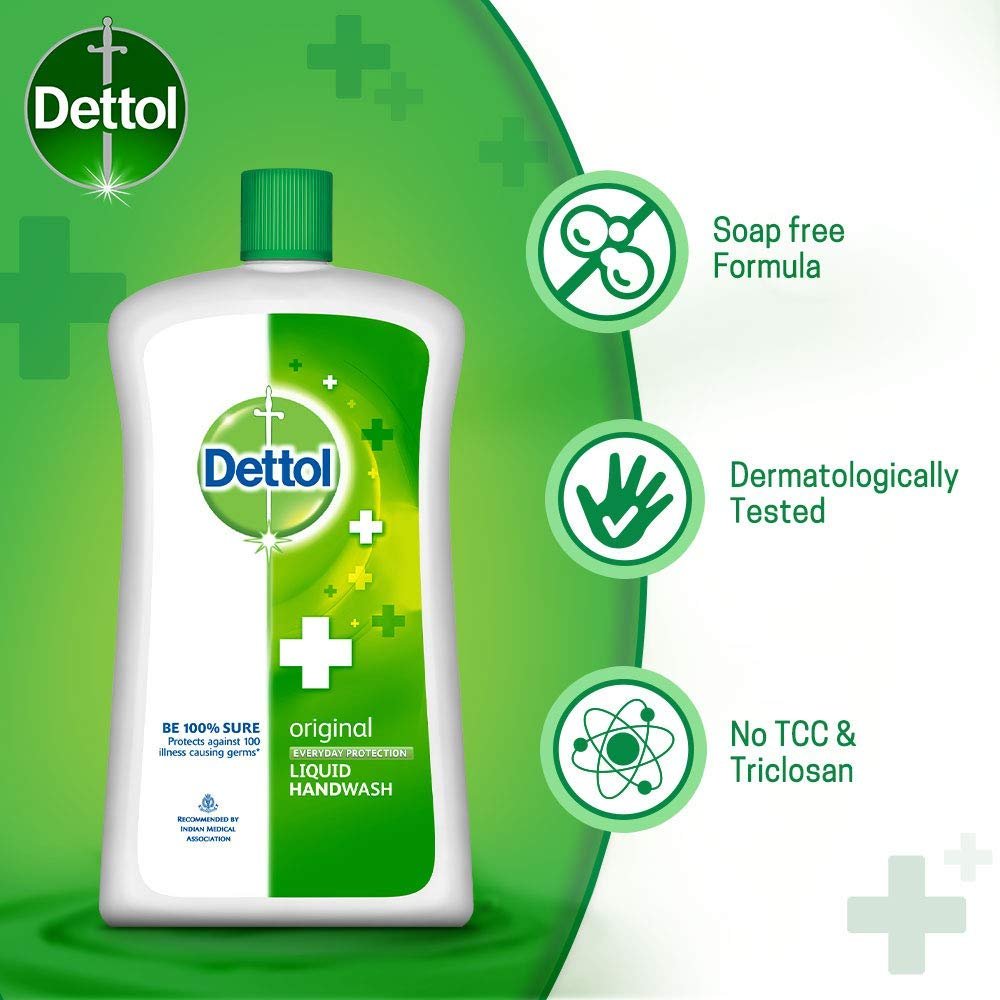 Dettol
Soap free
Formula
Dermatologically
Tested
No TCC &
Triclosan
Dettol
BE 100% SURE
Protects against 100
illness causing germs*
RECOMMENDED BY
INDIAN MEDICAL
ASSOCIATION
original
EVERYDAY PROTECTION
LIQUID
HANDWASH